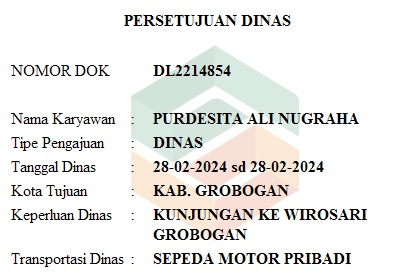 PERSETUJUAN DINAS
NOMOR DOK DL2214854
Nama Karyawan : PURDESITA ALI NUGRAHA
Tipe Pengajuan : DINAS
Tanggal Dinas : 28-02-2024 sd 28-02-2024
Kota Tujuan : KAB. GROBOGAN
Keperluan Dinas : KUNJUNGAN KE WIROSARI
GROBOGAN
Transportasi Dinas : SEPEDA MOTOR PRIBADI